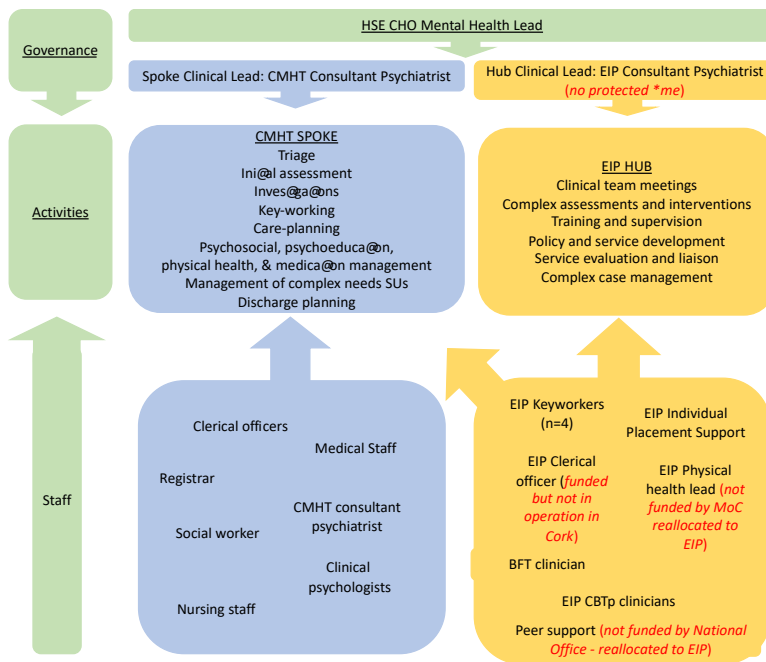 HSE CHO Mental Health Lead
Governance
Spoke Clinical Lead: CMHT Consultant Psychiatrist
Hub Clinical Lead: EIP Consultant Psychiatrist
(no protected *me)
Activities
CMHT SPOKE
Triage
Ini@al assessment
Inves@ga@ons
Key-working
Care-planning
Psychosocial, psychoeduca@on,
physical health, & medica@on management
Management of complex needs SUs
Discharge planning
EIP HUB
Clinical team meetings
Complex assessments and interventions
Training and supervision
Policy and service development
Service evaluation and liaison
Complex case management
Staff
Clerical officers
Medical Staff
Registrar
CMHT consultant
psychiatrist
Social worker
Clinical
psychologists
Nursing staff
EIP Keyworkers
(n=4)
EIP Individual
Placement Support
EIP Clerical
officer (funded
but not in
operation in
Cork)
EIP Physical
health lead (not
funded by MoC
reallocated to
EIP)
BFT clinician
EIP CBTp clinicians
Peer support (not funded by National
Office - reallocated to EIP)